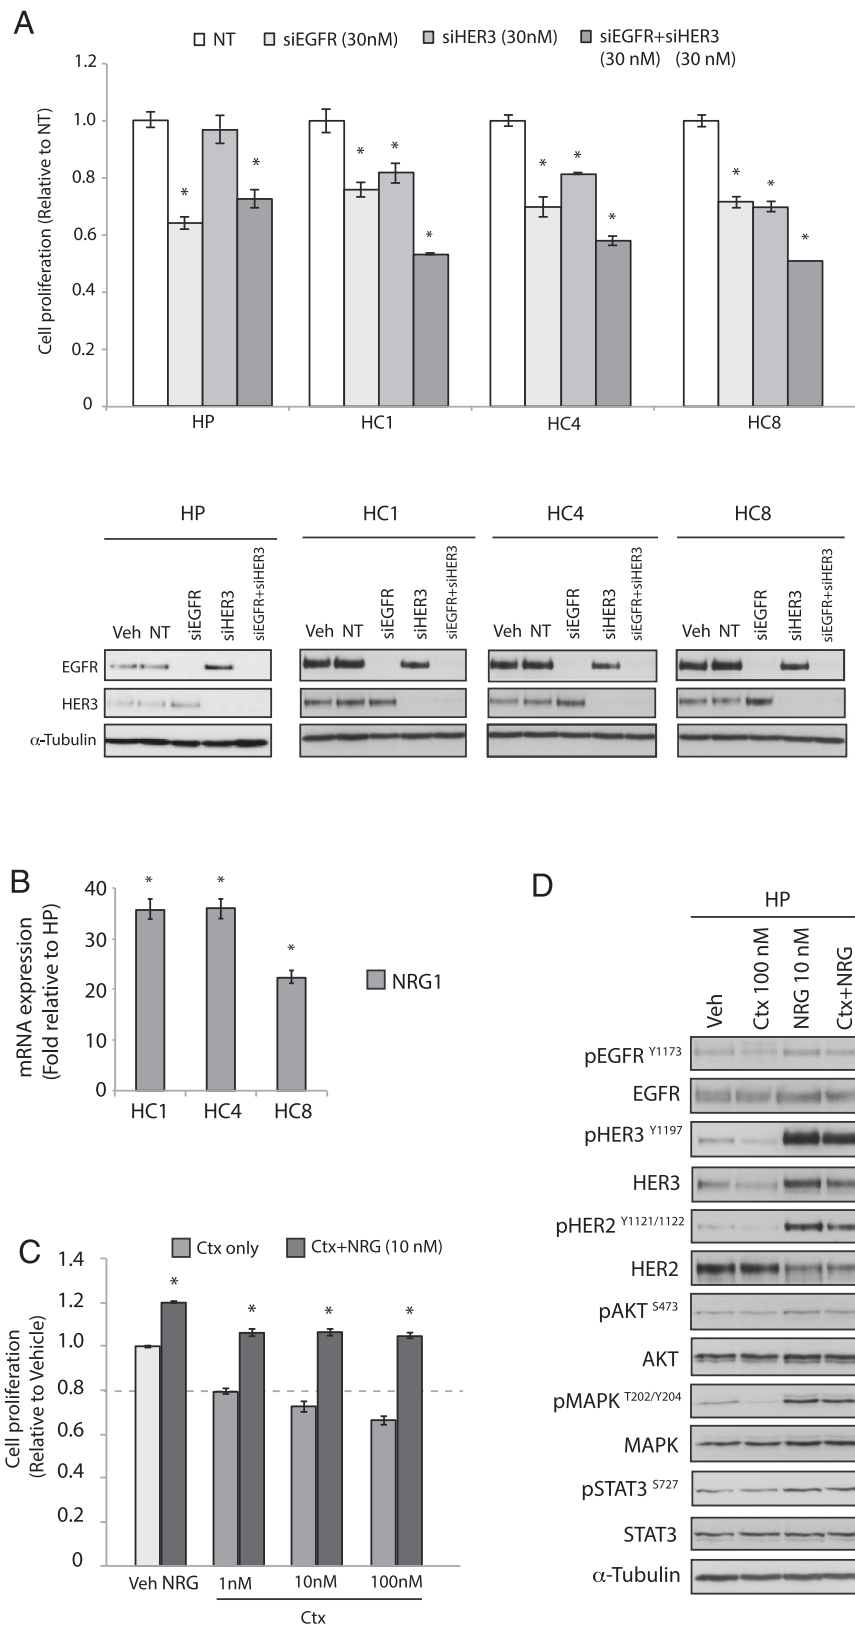 A
NT
siEGFR (30nM)
siHER3 (30nM)
siEGFR+siHER3
(30 nM) (30 nM)
Cell proliferation (Relative to NT)
1.2
1.0
0.8
0.6
0.4
0.2
0
* * * * * * * * * * *
HP HC1 HC4 HC8
HP HC1 HC4 HC8
Veh NT siEGFR siHER3 siEGFR+siHER3
Veh NT siEGFR siHER3 siEGFR+siHER3
Veh NT siEGFR siHER3 siEGFR+siHER3
Veh NT siEGFR siHER3 siEGFR+siHER3
EGFR
HER3
α-Tubulin
B
mRNA expression
(Fold relative to HP)
40
30
20
10
0
* * *
HC1 HC4 HC8
NRG1
C
Ctx only
Ctx+NRG (10 nM)
Cell proliferation
(Relative to Vehicle)
1.4
1.2
1.0
0.8
0.6
0.4
0.2
0
* * * *
Veh NRG 1nM 10nM 100nM
Ctx
D
HP
Veh
Ctx 100 nM
NRG 10 nM
Ctx+NRG
pEGFR Y1173
EGFR
pHER3 Y1197
HER3
pHER2 Y1121/1122
HER2
pAKT S473
AKT
pMAPK T202/Y204
MAPK
pSTAT3 S727
STAT3
α-Tubulin